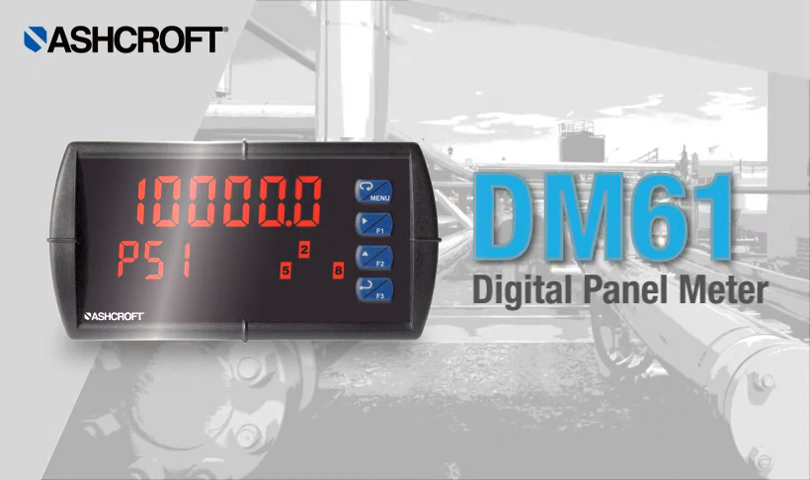 ASHCROFT®
DM61
Digital Panel Meter
10000.0
MENU
F1
PSI
2
F2
5
8
F3
ASHCROFT